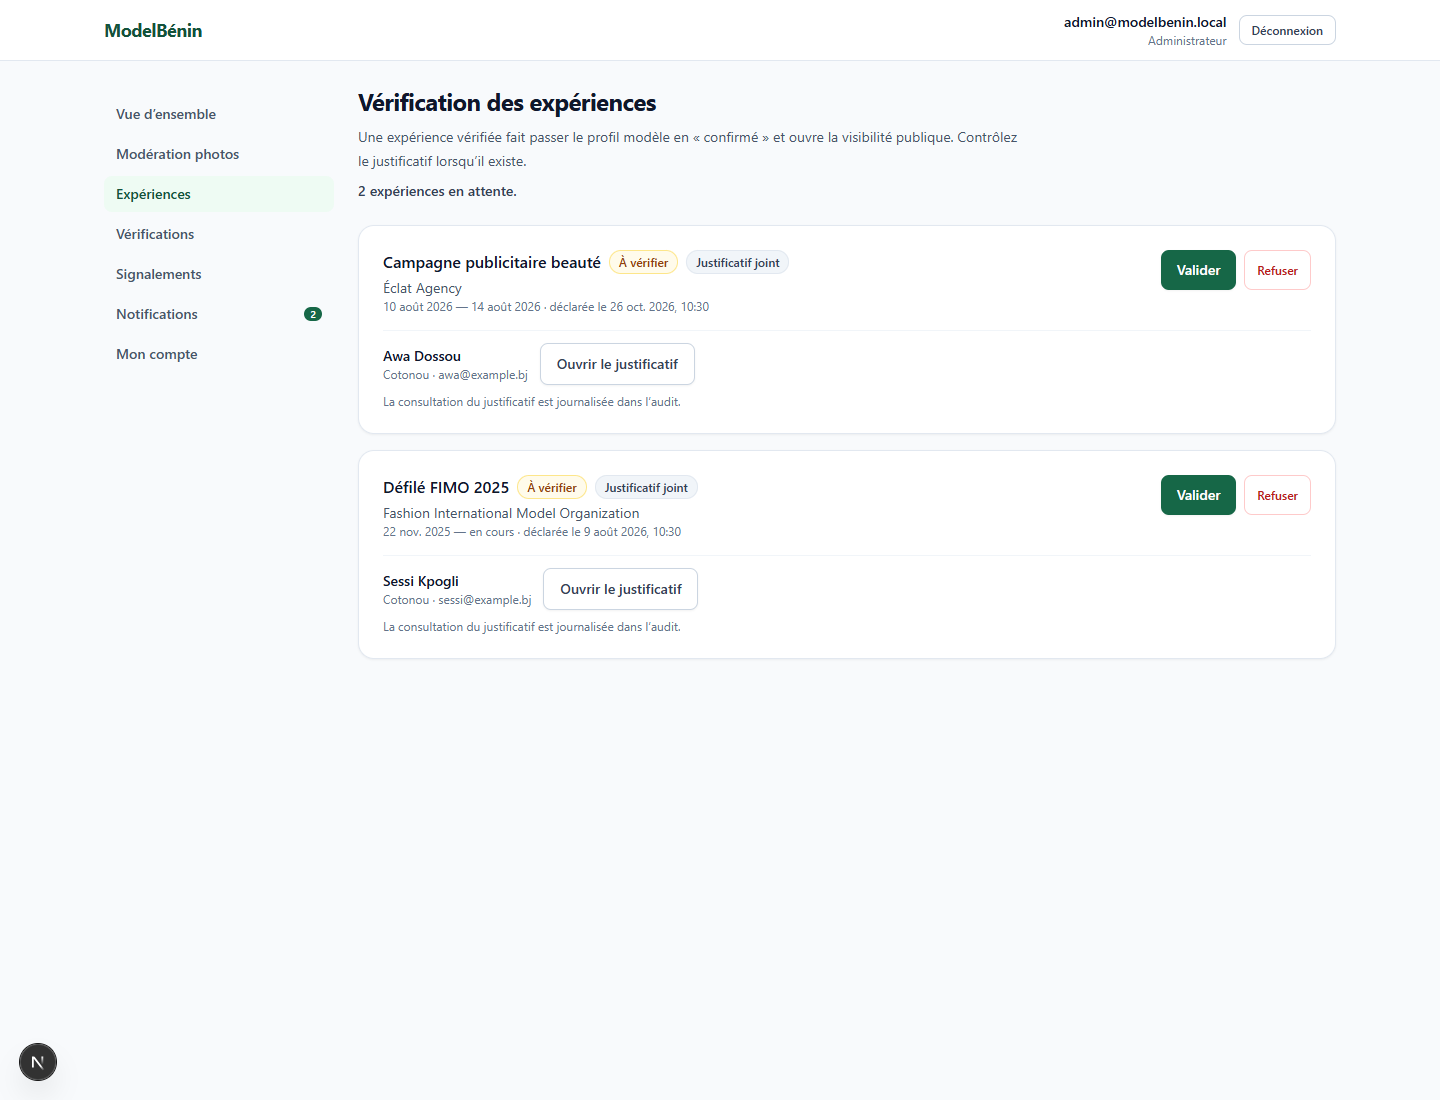 ModelBénin
admin@modelbenin.local
Administrateur
Déconnexion
Vue d’ensemble
Modération photos
Expériences
Vérifications
Signalements
Notifications 2
Mon compte
Vérification des expériences
Une expérience vérifiée fait passer le profil modèle en « confirmé » et ouvre la visibilité publique. Contrôlez
le justificatif lorsqu’il existe.
2 expériences en attente.
Campagne publicitaire beauté À vérifier Justificatif joint
Valider Refuser
Éclat Agency
10 août 2026 — 14 août 2026 · déclarée le 26 oct. 2026, 10:30
Awa Dossou
Cotonou · awa@example.bj
Ouvrir le justificatif
La consultation du justificatif est journalisée dans l’audit.
Défilé FIMO 2025 À vérifier Justificatif joint
Valider Refuser
Fashion International Model Organization
22 nov. 2025 — en cours · déclarée le 9 août 2026, 10:30
Sessi Kpogli
Cotonou · sessi@example.bj
Ouvrir le justificatif
La consultation du justificatif est journalisée dans l’audit.
N